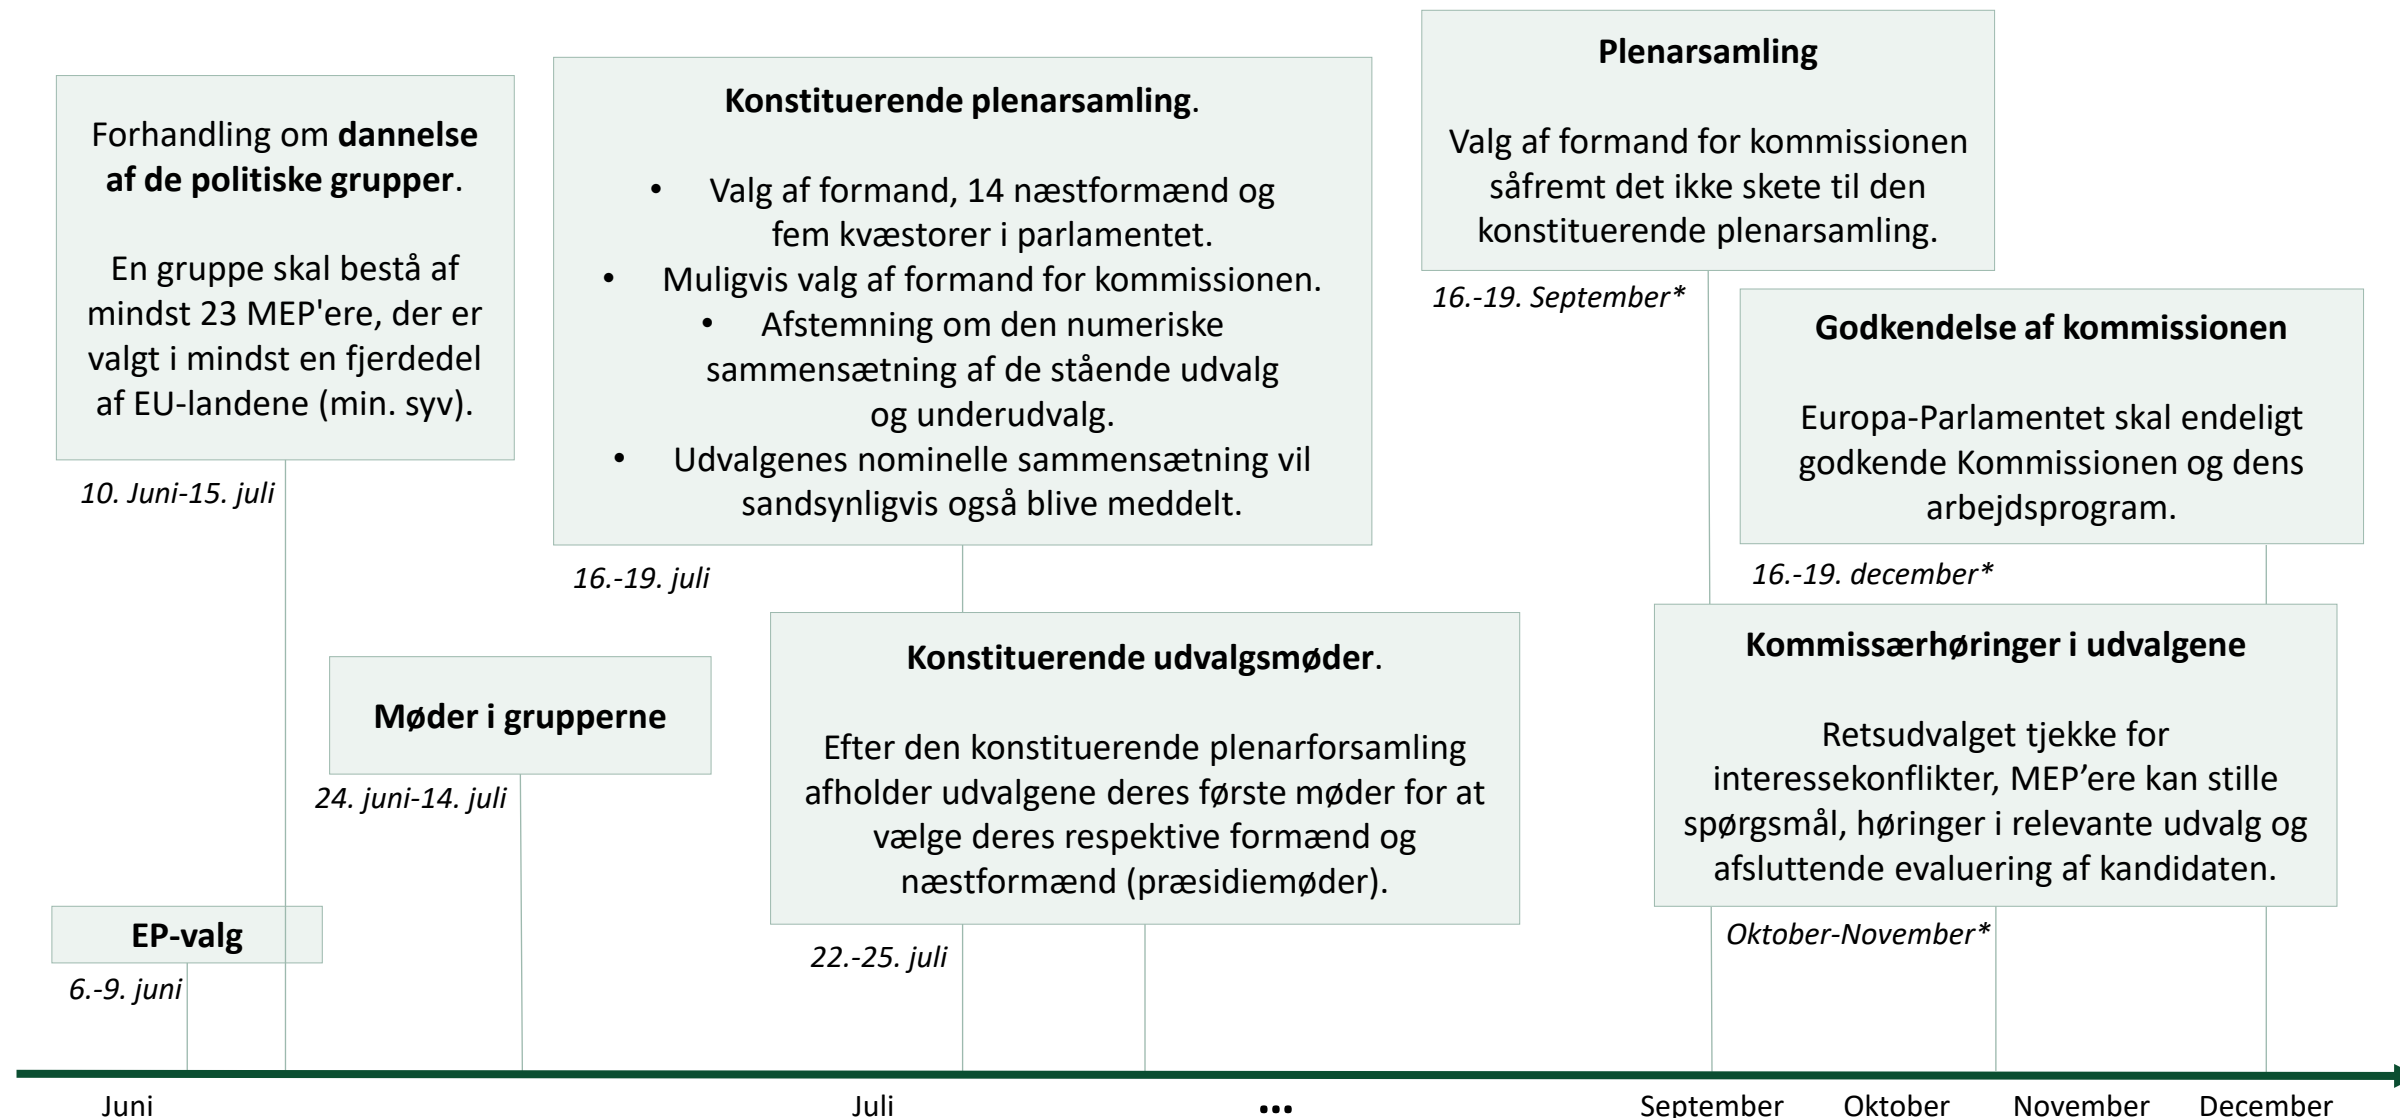 Forhandling om dannelse
af de politiske grupper.
En gruppe skal bestå af
mindst 23 MEP'ere, der er
valgt i mindst en fjerdedel
af EU-landene (min. syv).
10. Juni-15. juli
Konstituerende plenarsamling.
• Valg af formand, 14 næstformænd og
fem kvæstorer i parlamentet.
• Muligvis valg af formand for kommissionen.
• Afstemning om den numeriske
sammensætning af de stående udvalg
og underudvalg.
• Udvalgenes nominelle sammensætning vil
sandsynligvis også blive meddelt.
16.-19. juli
Plenarsamling
Valg af formand for kommissionen
såfremt det ikke skete til den
konstituerende plenarsamling.
16.-19. September*
Godkendelse af kommissionen
Europa-Parlamentet skal endeligt
godkende Kommissionen og dens
arbejdsprogram.
16.-19. december*
Møder i grupperne
24. juni-14. juli
Konstituerende udvalgsmøder.
Efter den konstituerende plenarforsamling
afholder udvalgene deres første møder for at
vælge deres respektive formænd og
næstformænd (præsidiemøder).
22.-25. juli
Kommissærhøringer i udvalgene
Retsudvalget tjekke for
interessekonflikter, MEP’ere kan stille
spørgsmål, høringer i relevante udvalg og
afsluttende evaluering af kandidaten.
Oktober-November*
EP-valg
6.-9. juni
Juni Juli ... September Oktober November December